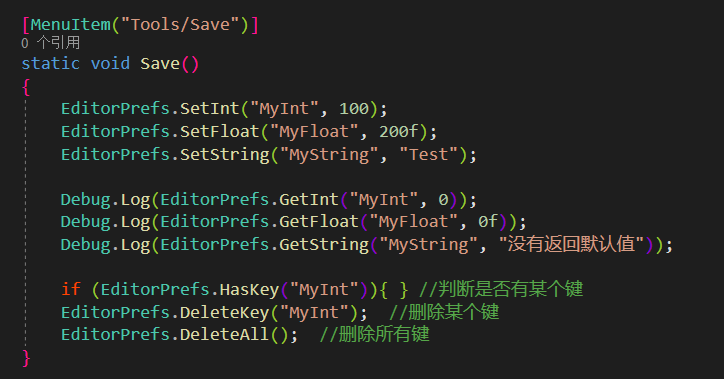 [MenuItem("Tools/Save")]
0 个引用
static void Save()
{
EditorPrefs.SetInt("MyInt", 100);
EditorPrefs.SetFloat("MyFloat", 200f);
EditorPrefs.SetString("MyString", "Test");
Debug.Log(EditorPrefs.GetInt("MyInt", 0));
Debug.Log(EditorPrefs.GetFloat("MyFloat", 0f));
Debug.Log(EditorPrefs.GetString("MyString", "没有返回默认值"));
if (EditorPrefs.HasKey("MyInt")){ } //判断是否有某个键
EditorPrefs.DeleteKey("MyInt");  //删除某个键
EditorPrefs.DeleteAll();  //删除所有键
}